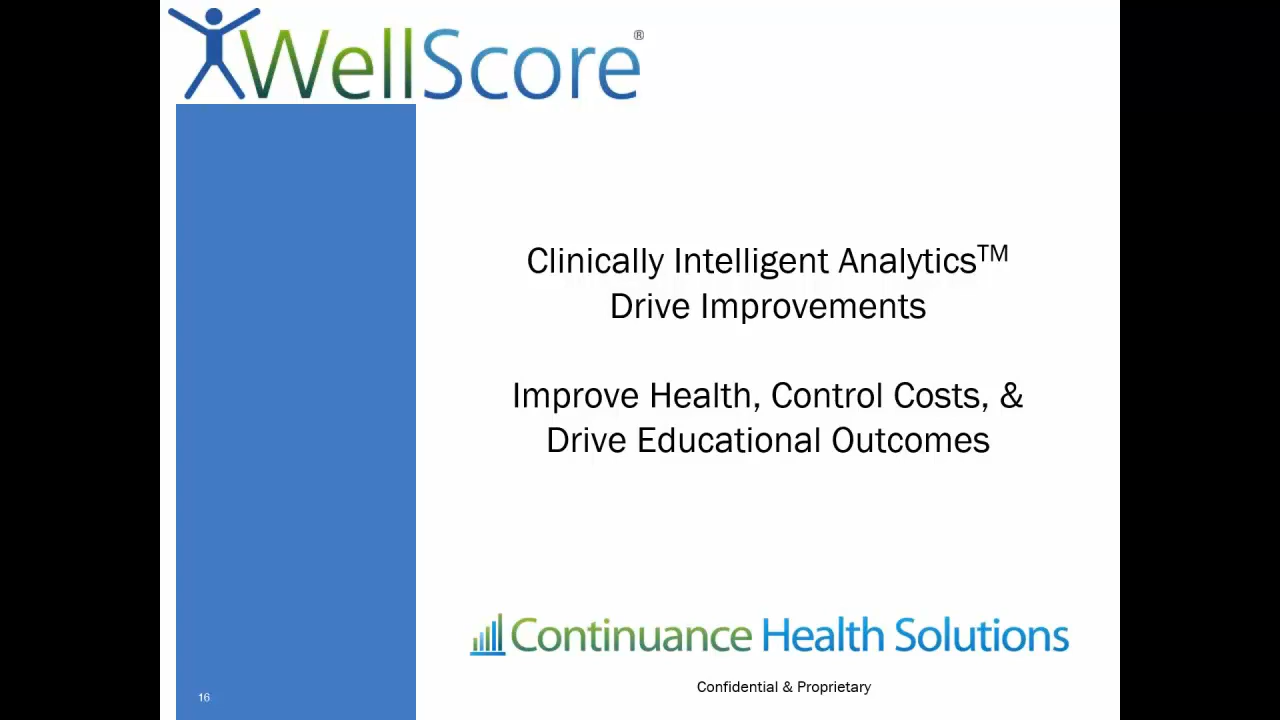 WellScore®
Clinically Intelligent Analytics™
Drive Improvements
Improve Health, Control Costs, &
Drive Educational Outcomes
Continuance Health Solutions
Confidential & Proprietary
16